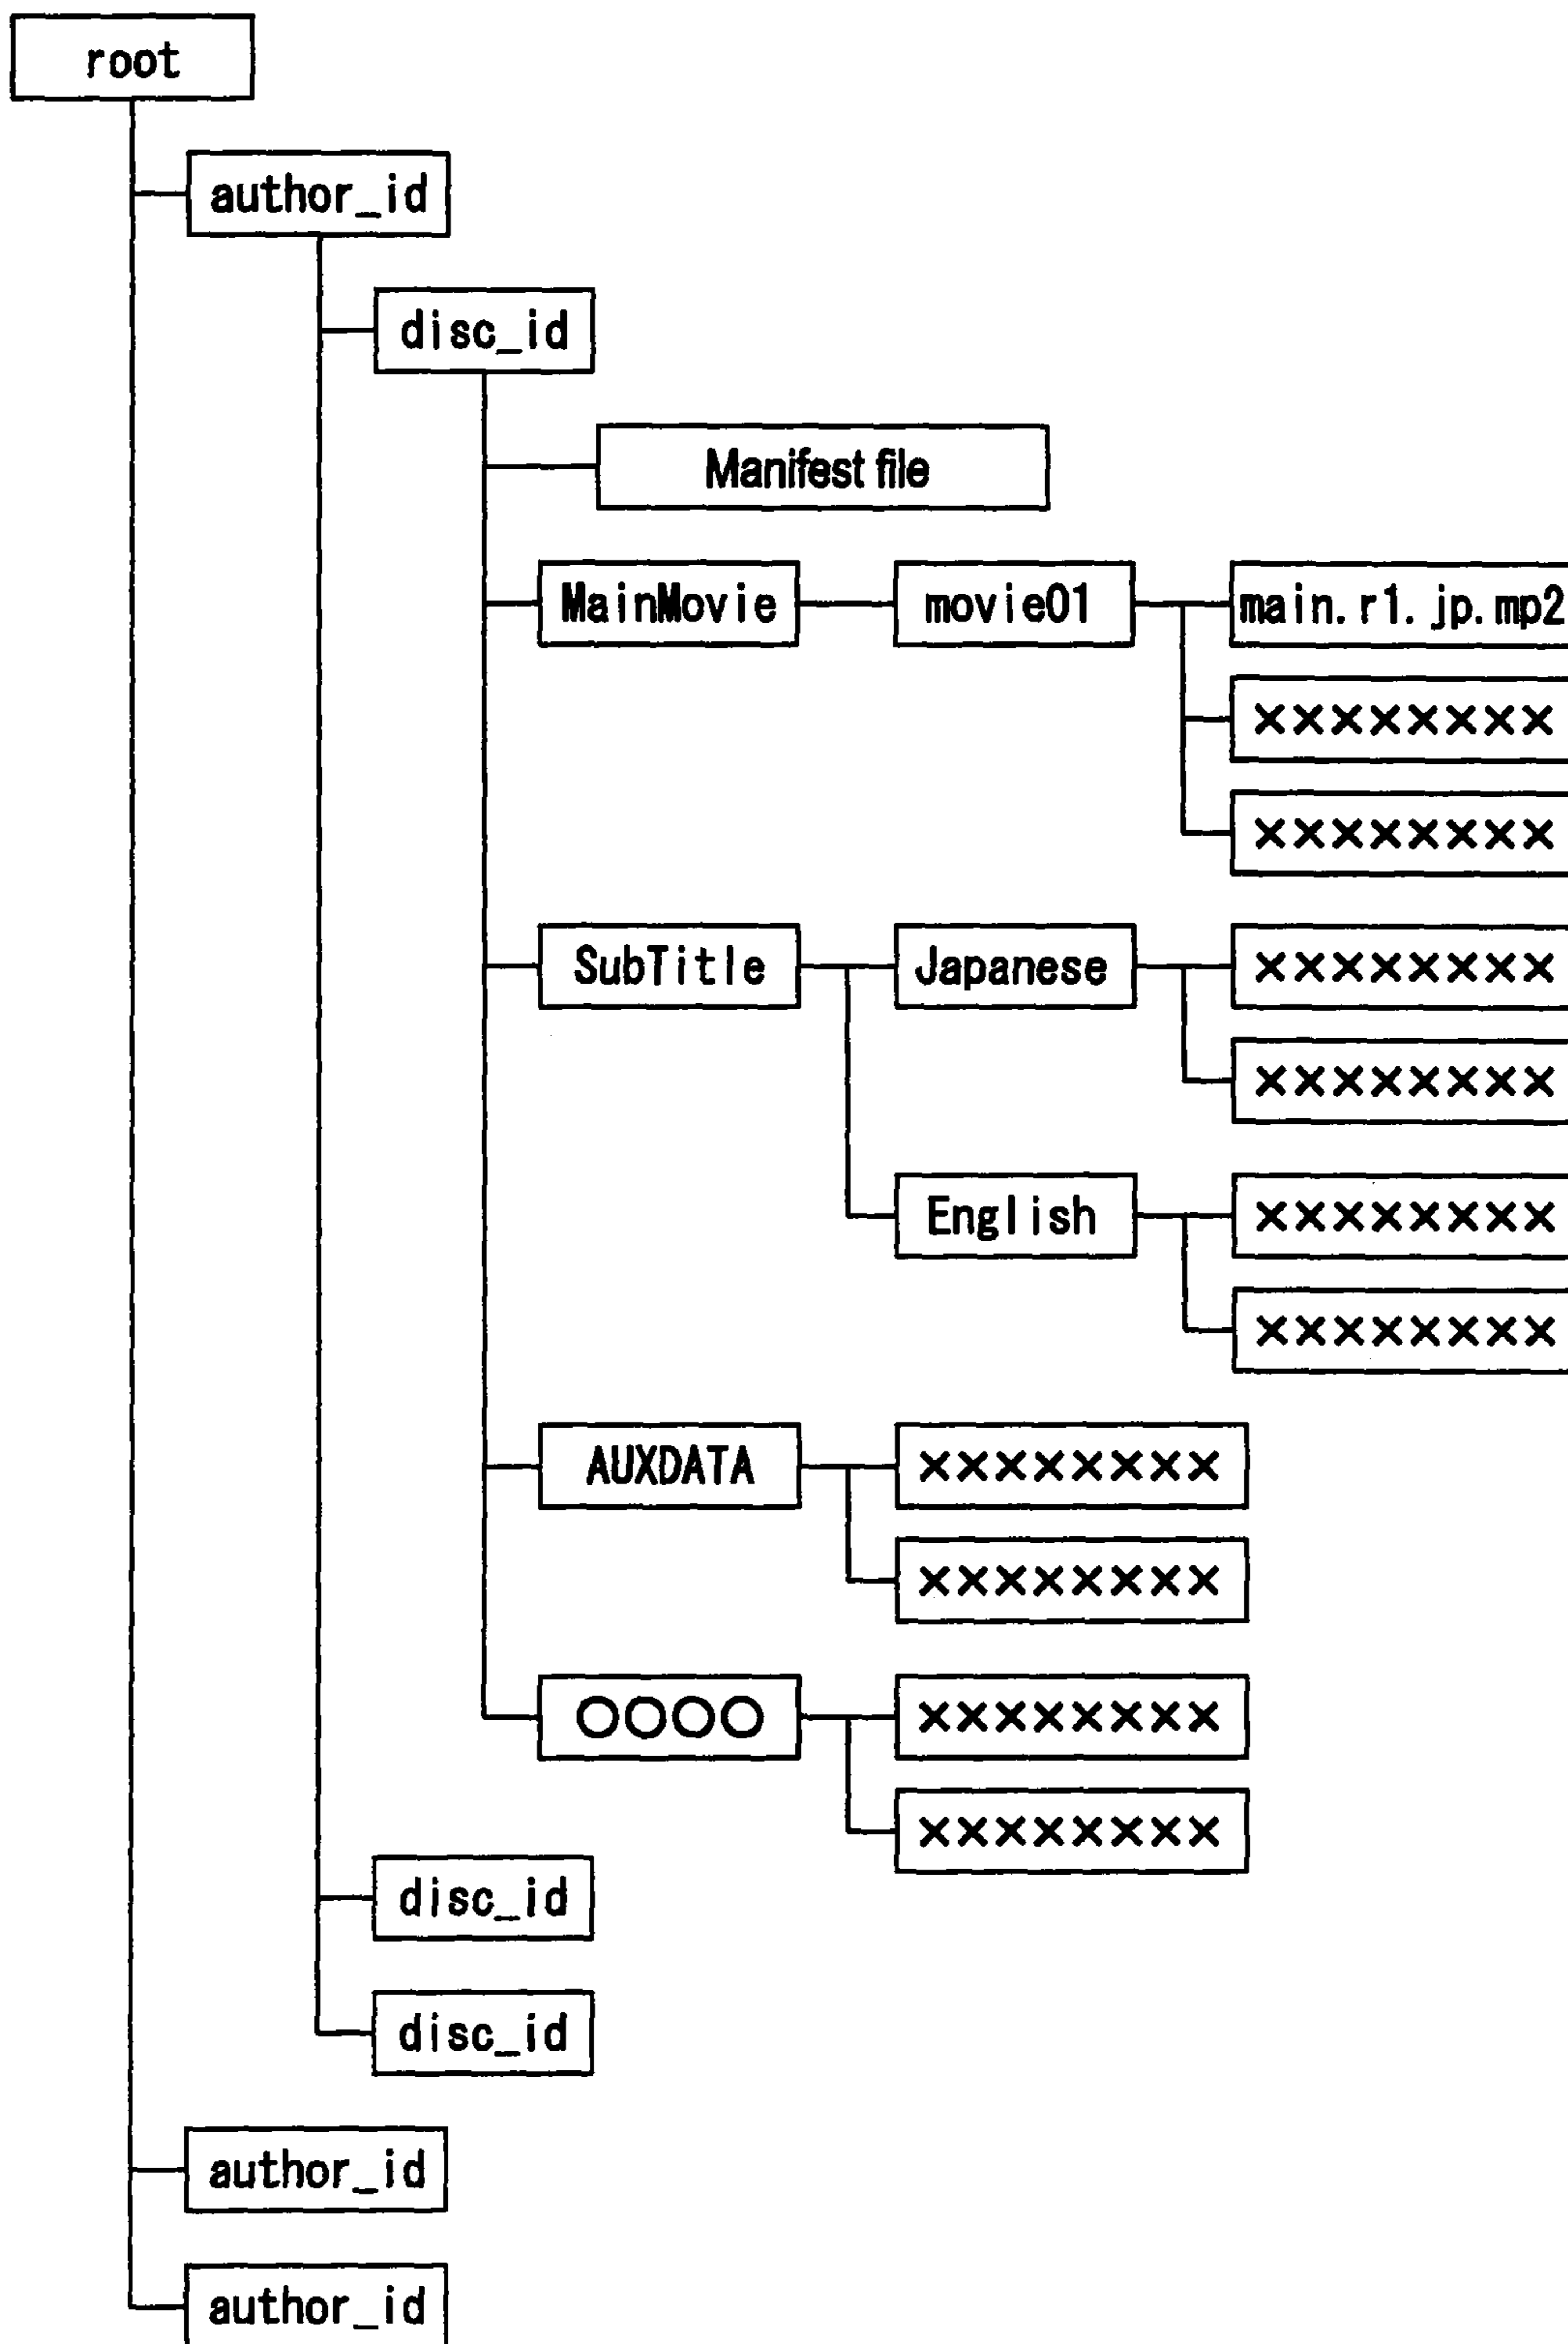 root
author_id
disc_id
Manifest file
MainMovie movie01 main.r1.jp.mp2
××××××××
××××××××
SubTitle Japanese ××××××××
××××××××
English ××××××××
××××××××
AUXDATA ××××××××
××××××××
○○○○ ××××××××
××××××××
disc_id
disc_id
author_id
author_id